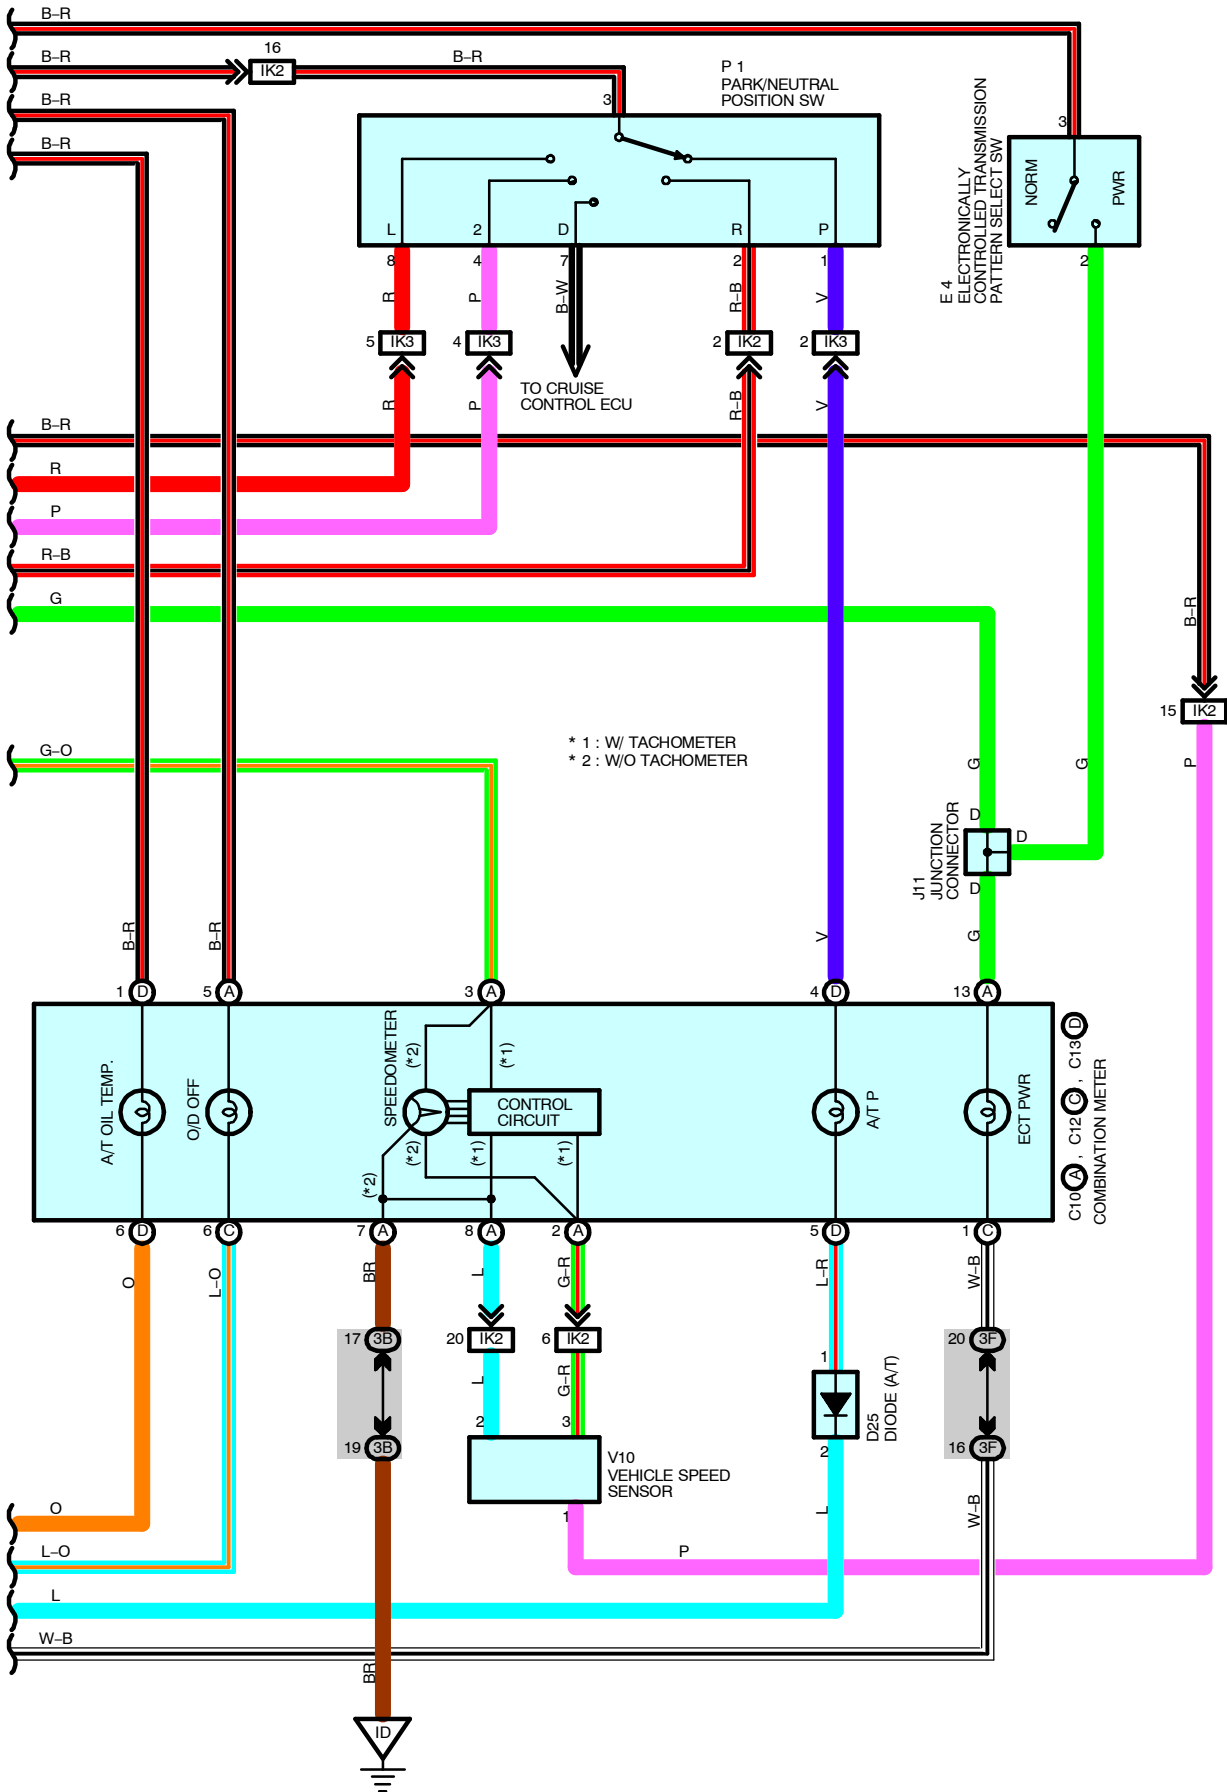 B–R
B–R
16
IK2
B–R
B–R
B–R
P 1
PARK/NEUTRAL
POSITION SW
3
L
2
D
R
P
8
4
7
2
1
3
NORM
PWR
2
E 4
ELECTRONICALLY
CONTROLLED TRANSMISSION
PATTERN SELECT SW
R
P
B–W
R–B
V
5 IK3
4 IK3
2 IK2
2 IK3
TO CRUISE
CONTROL ECU
R
P
R–B
V
B–R
R
P
R–B
G
B–R
15 IK2
G–O
* 1 : W/ TACHOMETER
* 2 : W/O TACHOMETER
G
G
P
D
D
D
J11
JUNCTION
CONNECTOR
B–R
B–R
V
G
1 D
5 A
3 A
4 D
13 A
A/T OIL TEMP.
O/D OFF
SPEEDOMETER
(*2)
(*1)
CONTROL
CIRCUIT
(*2)
(*2)
(*1)
(*1)
A/T P
ECT PWR
C10 A , C12 C , C13 D
COMBINATION METER
6 D
6 C
7 A
8 A
2 A
5 D
1 C
O
L–O
BR
L
G–R
L–R
W–B
17 3B
20 IK2
6 IK2
20 3F
L
G–R
1
D25
DIODE (A/T)
2
19 3B
2
3
V10
VEHICLE SPEED
SENSOR
1
16 3F
L
W–B
O
L–O
P
L
W–B
BR
ID